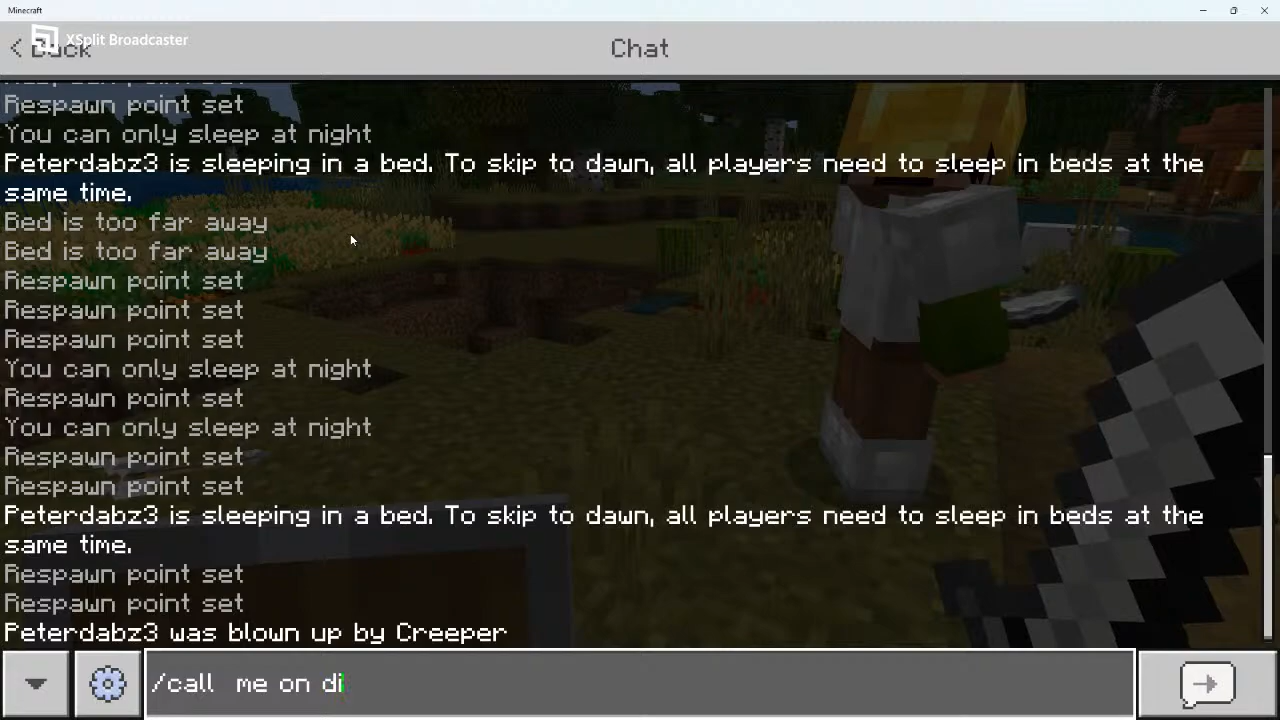 Minecraft
XSplit Broadcaster
Back
Chat
Respawn point set
You can only sleep at night
Peterdabz3 is sleeping in a bed. To skip to dawn, all players need to sleep in beds at the
same time.
Bed is too far away
Bed is too far away
Respawn point set
Respawn point set
Respawn point set
You can only sleep at night
Respawn point set
You can only sleep at night
Respawn point set
Respawn point set
Peterdabz3 is sleeping in a bed. To skip to dawn, all players need to sleep in beds at the
same time.
Respawn point set
Respawn point set
Peterdabz3 was blown up by Creeper
/call  me on di